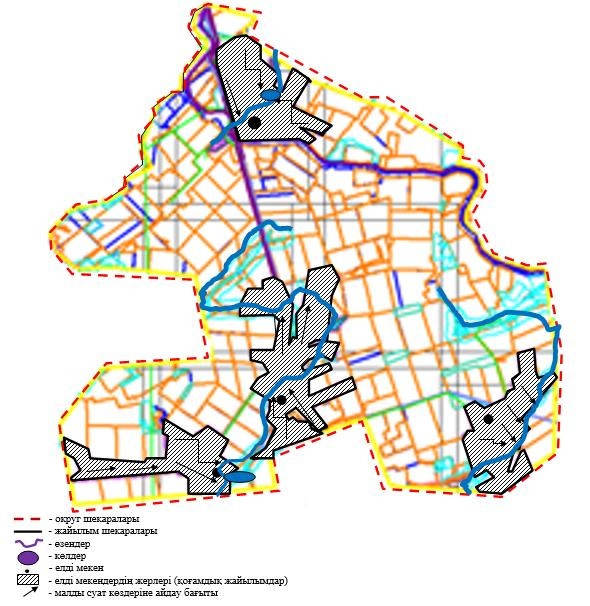 - округ шекаралары
- жайылым шекаралары
- өзендер
- көлдер
- елді мекен
- елді мекендердің жерлері (қоғамдық жайылымдар)
- малды суат көздеріне айдау бағыты